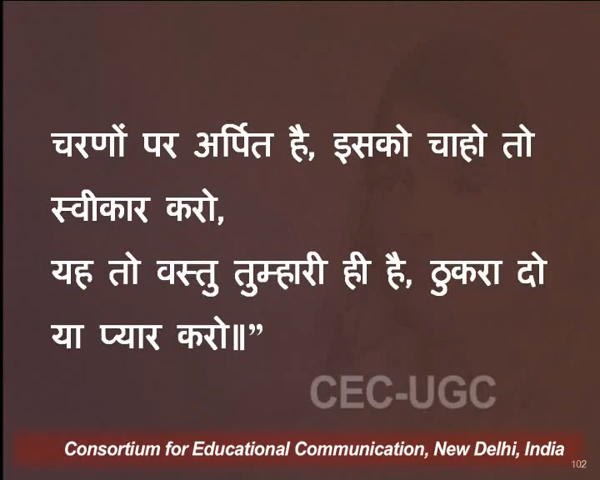 चरणों पर अर्पित है, इसको चाहो तो
स्वीकार करो,
यह तो वस्तु तुम्हारी ही है, ठुकरा दो
या प्यार करो॥”
CEC-UGC
Consortium for Educational Communication, New Delhi, India
102